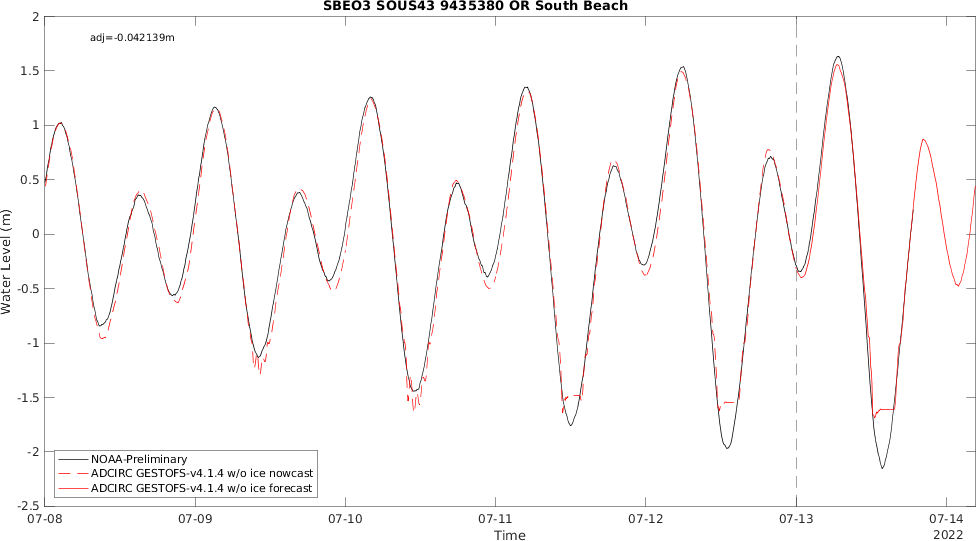 SBEO3 SOUS43 9435380 OR South Beach
adj=-0.042139m
2
1.5
1
0.5
0
-0.5
-1
-1.5
-2
-2.5
Water Level (m)
NOAA-Preliminary
ADCIRC GESTOFS-v4.1.4 w/o ice nowcast
ADCIRC GESTOFS-v4.1.4 w/o ice forecast
07-08 07-09 07-10 07-11 07-12 07-13 07-14
Time
2022